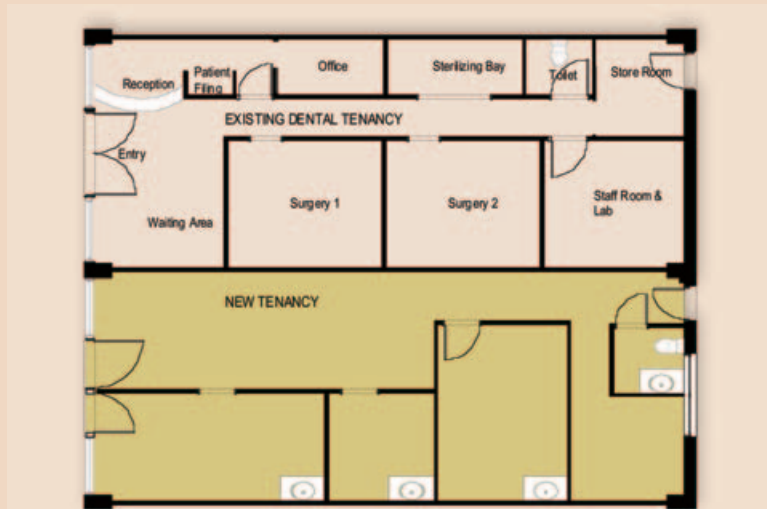 Reception
Patient
Filing
Office
Sterilizing Bay
Toilet
Store Room
EXISTING DENTAL TENANCY
Entry
Waiting Area
Surgery 1
Surgery 2
Staff Room &
Lab
NEW TENANCY